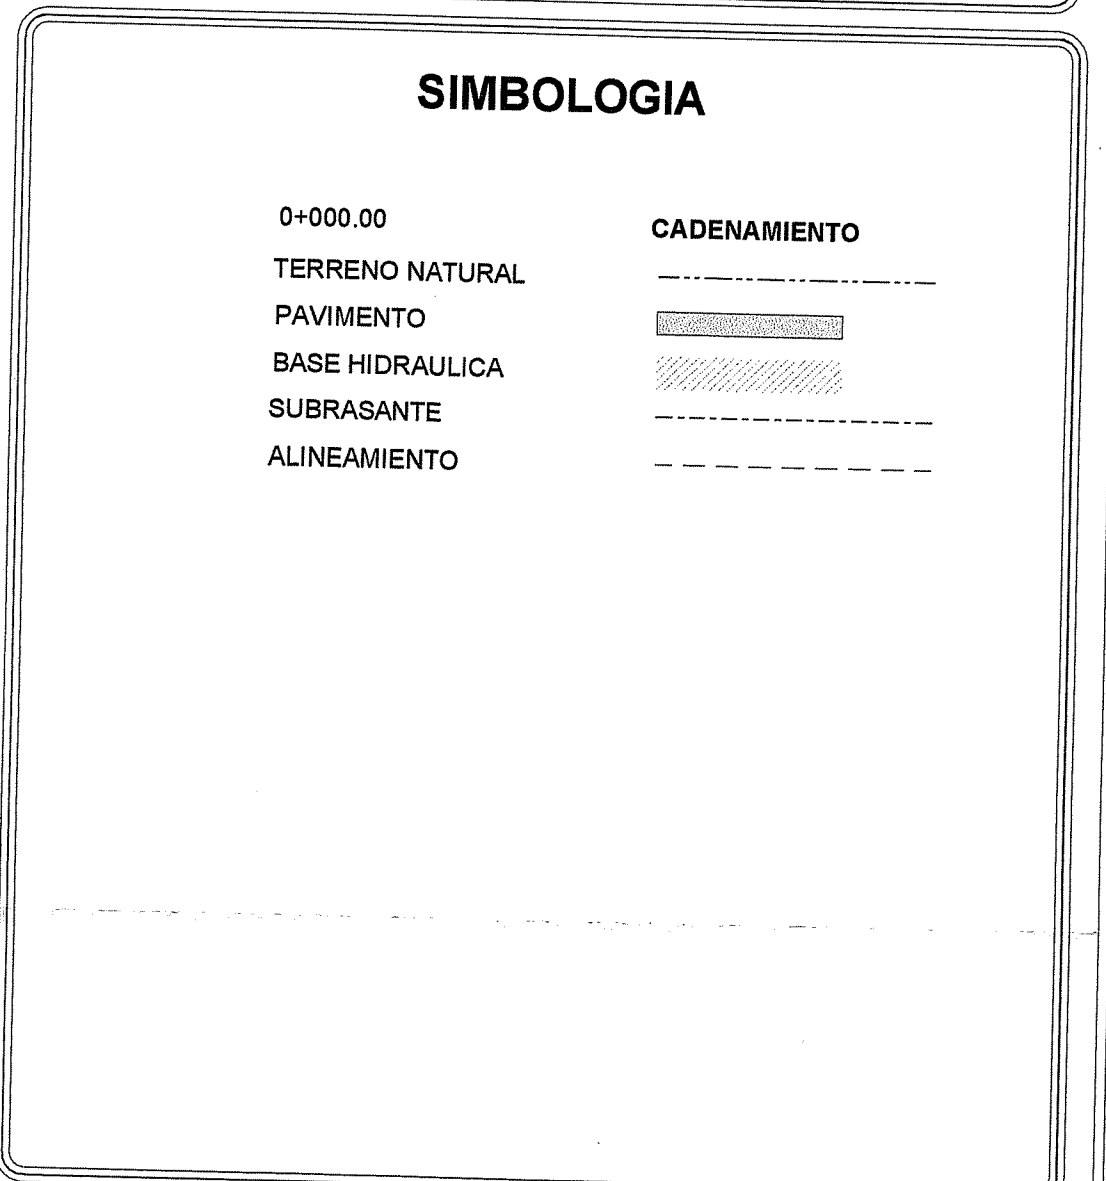 SIMBOLOGIA
0+000.00 CADENAMIENTO
TERRENO NATURAL
PAVIMENTO
BASE HIDRAULICA
SUBRASANTE
ALINEAMIENTO